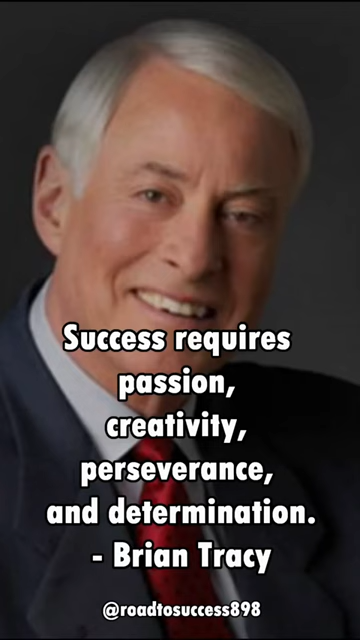 Success requires
passion,
creativity,
perseverance,
and determination.
- Brian Tracy
@roadtosuccess898